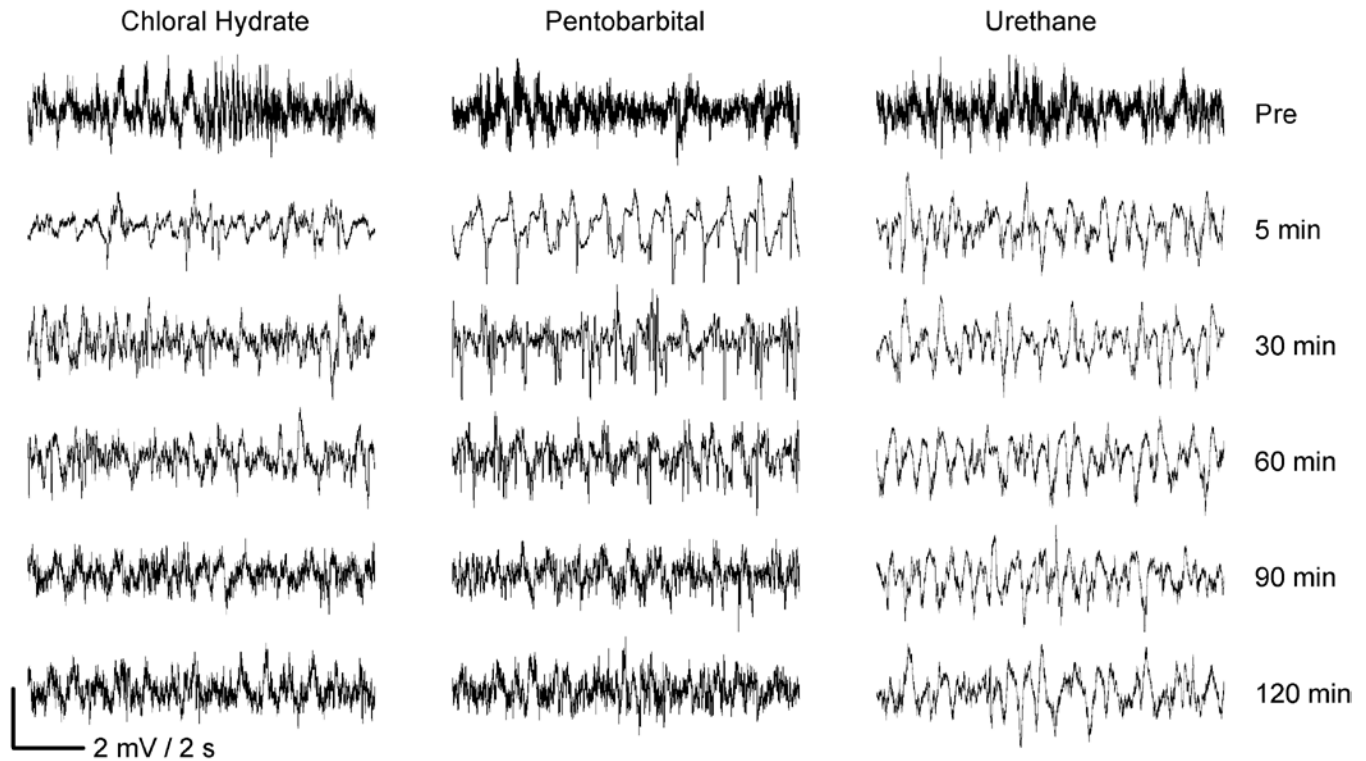 Chloral Hydrate
Pentobarbital
Urethane
Pre
5 min
30 min
60 min
90 min
120 min
2 mV / 2 s